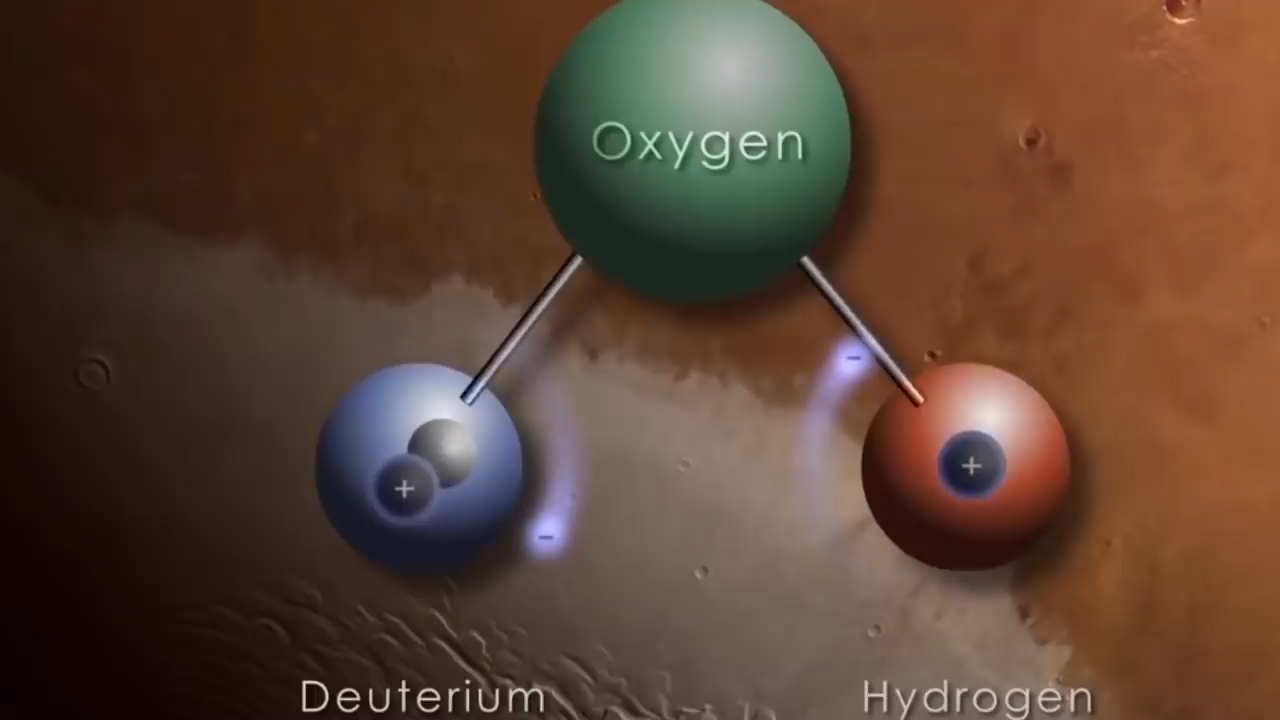 Oxygen
+
-
-
+
Deuterium
Hydrogen